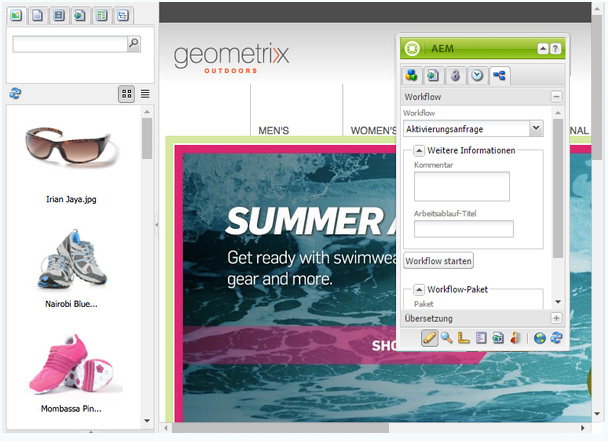 Irian Jaya.jpg
Nairobi Blue...
Mombassa Pin...
geometrixx
OUTDOORS
MEN'S
WOMEN'S
NAL
SUMMER
Get ready with swimwea
gear and more.
SHO
AEM
?
Workflow
Workflow
Aktivierungsanfrage
Weitere Informationen
Kommentar
Arbeitsablauf-Titel
Workflow starten
Workflow-Paket
Paket
Übersetzung